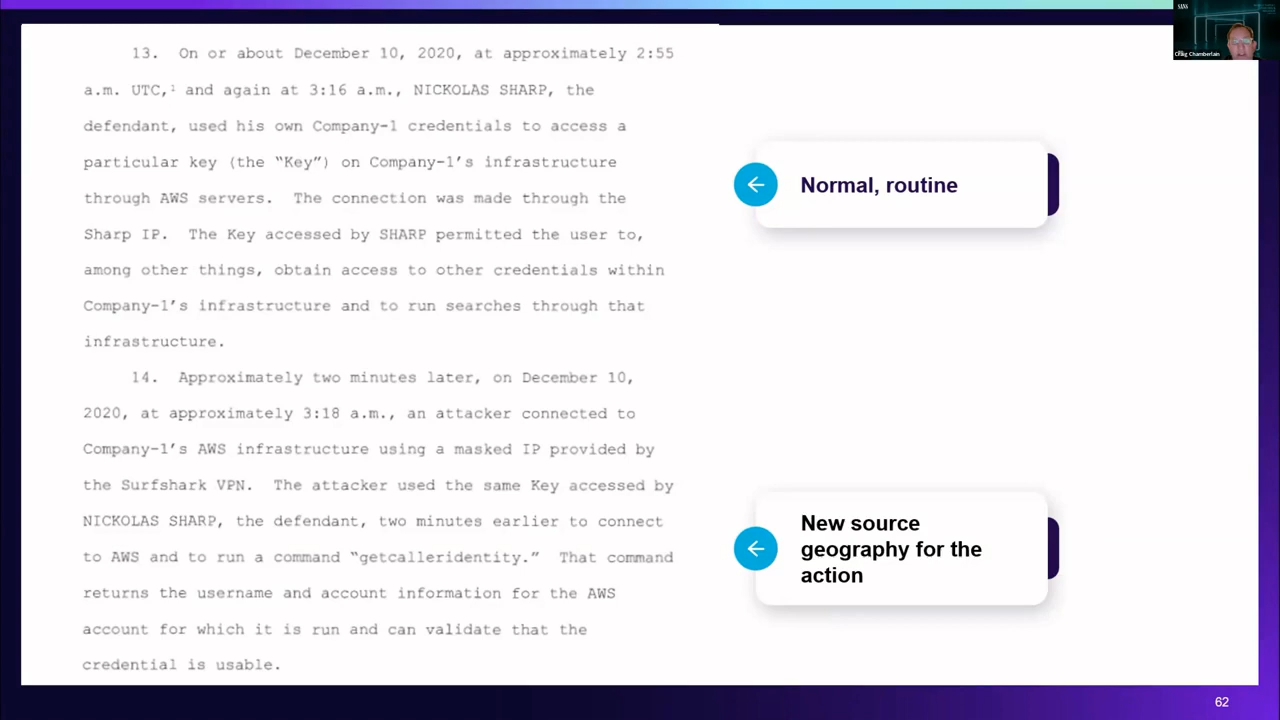 SANS
Craig Chamberlain
13. On or about December 10, 2020, at approximately 2:55
a.m. UTC,¹ and again at 3:16 a.m., NICKOLAS SHARP, the
defendant, used his own Company-1 credentials to access a
particular key (the “Key”) on Company-1’s infrastructure
through AWS servers. The connection was made through the
Sharp IP. The Key accessed by SHARP permitted the user to,
among other things, obtain access to other credentials within
Company-1’s infrastructure and to run searches through that
infrastructure.
Normal, routine
14. Approximately two minutes later, on December 10,
2020, at approximately 3:18 a.m., an attacker connected to
Company-1’s AWS infrastructure using a masked IP provided by
the Surfshark VPN. The attacker used the same Key accessed by
NICKOLAS SHARP, the defendant, two minutes earlier to connect
to AWS and to run a command “getcalleridentity.” That command
returns the username and account information for the AWS
account for which it is run and can validate that the
credential is usable.
New source
geography for the
action
62